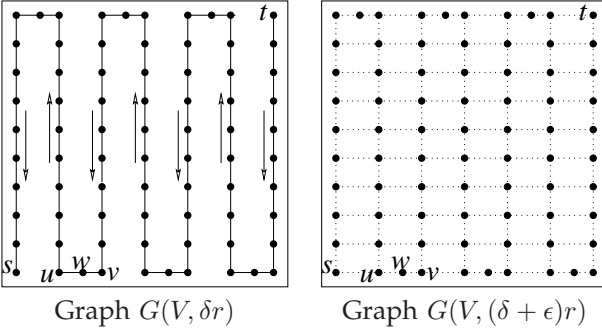 t
s
u
w
v
Graph G(V, δr)
t
s
u
w
v
Graph G(V, (δ + ϵ)r)